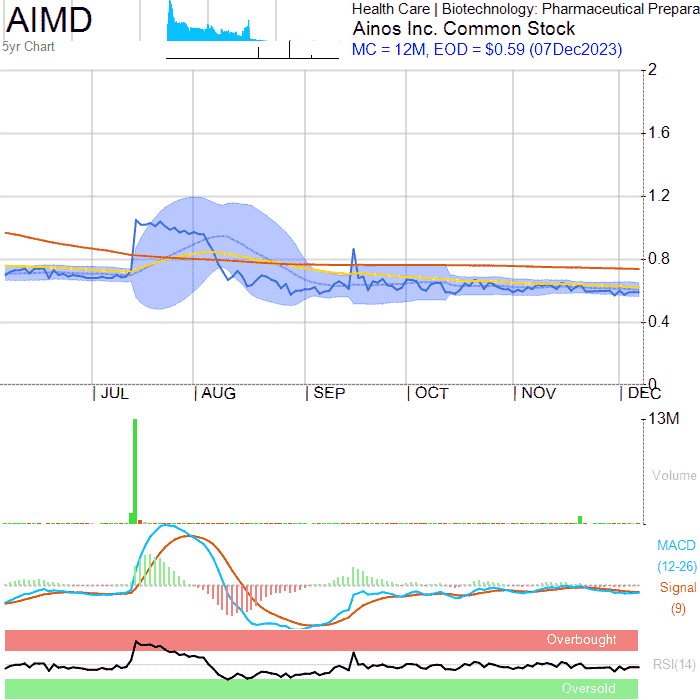 AIMD
5yr Chart
Health Care | Biotechnology: Pharmaceutical Prepara
Ainos Inc. Common Stock
MC = 12M, EOD = $0.59 (07Dec2023)
2
1.6
1.2
0.8
0.4
0
JUL AUG SEP OCT NOV DEC
13M
Volume
MACD
(12-26)
Signal
(9)
Overbought
RSI(14)
Oversold